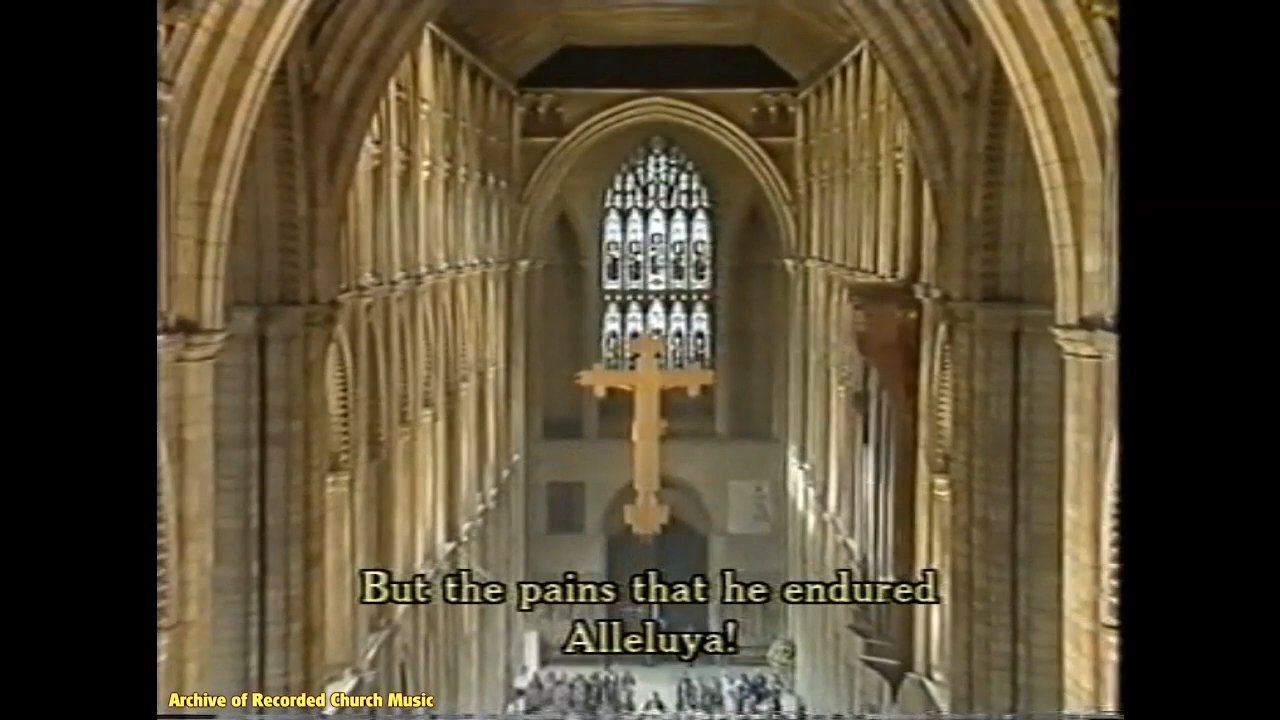 But the pains that he endured
Alleluya!
Archive of Recorded Church Music